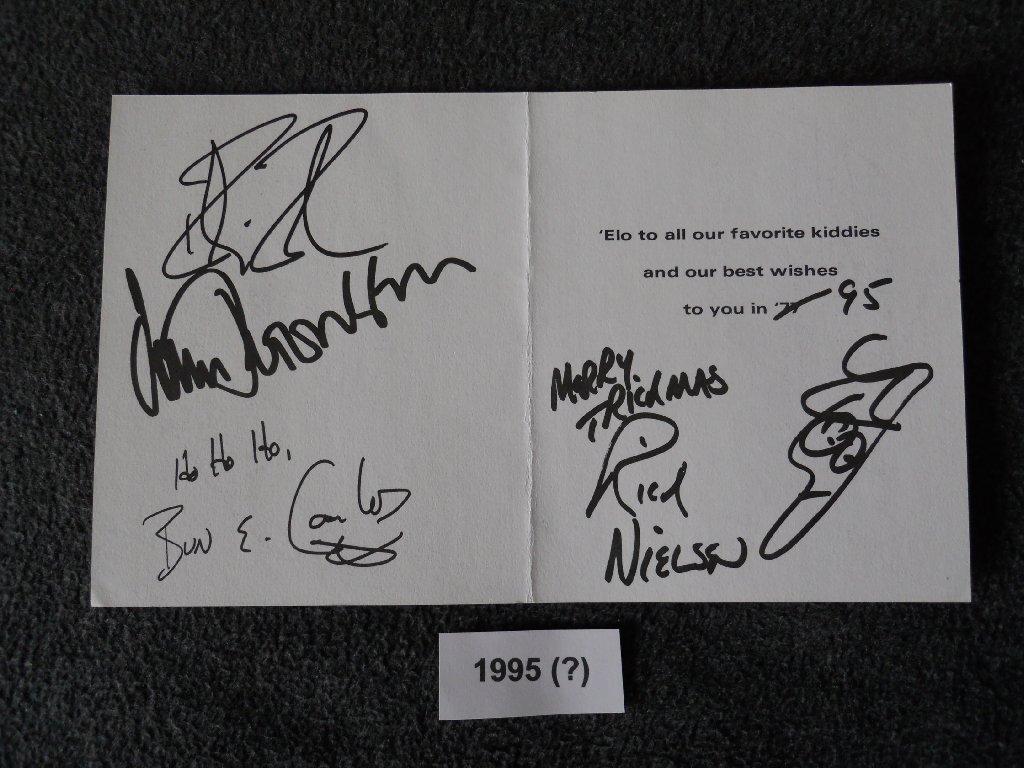 Ho Ho Ho,
Bun E. Carlos
'Elo to all our favorite kiddies
and our best wishes
to you in '77 95
MERRY
TRICKMAS
Rick
NIELSEN
1995 (?)